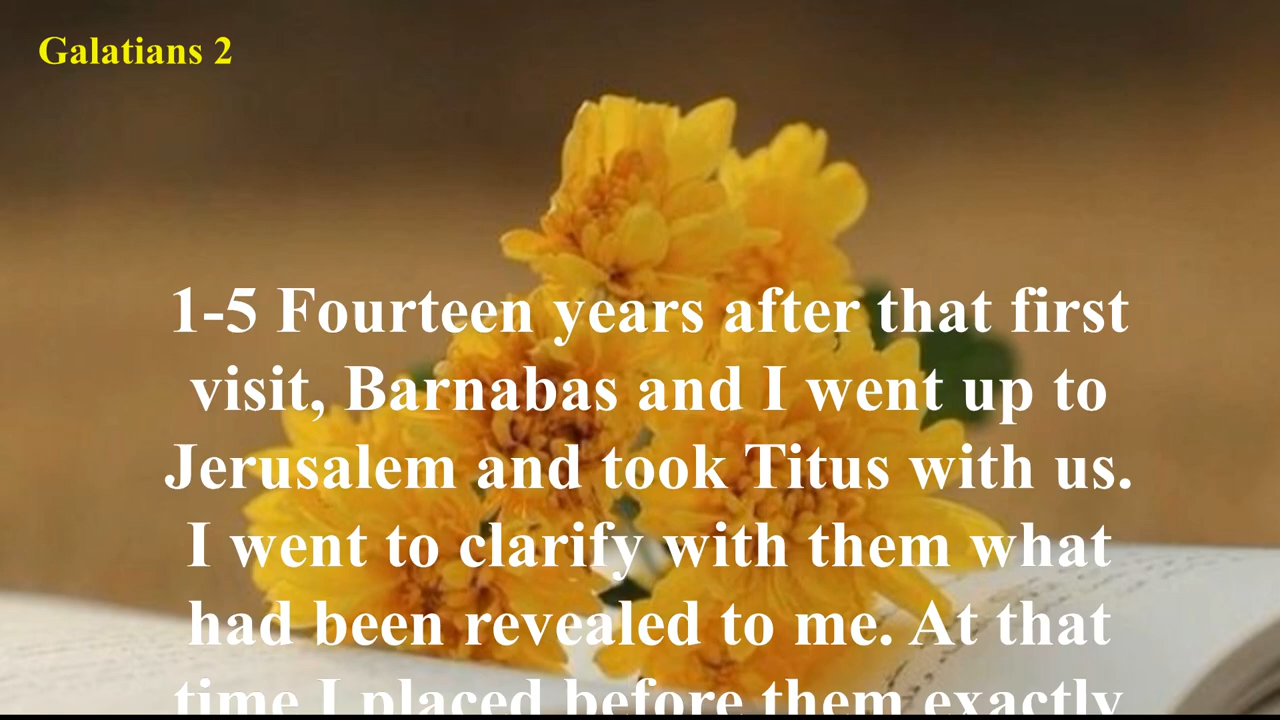 Galatians 2
1-5 Fourteen years after that first
visit, Barnabas and I went up to
Jerusalem and took Titus with us.
I went to clarify with them what
had been revealed to me. At that
time I placed before them exactly